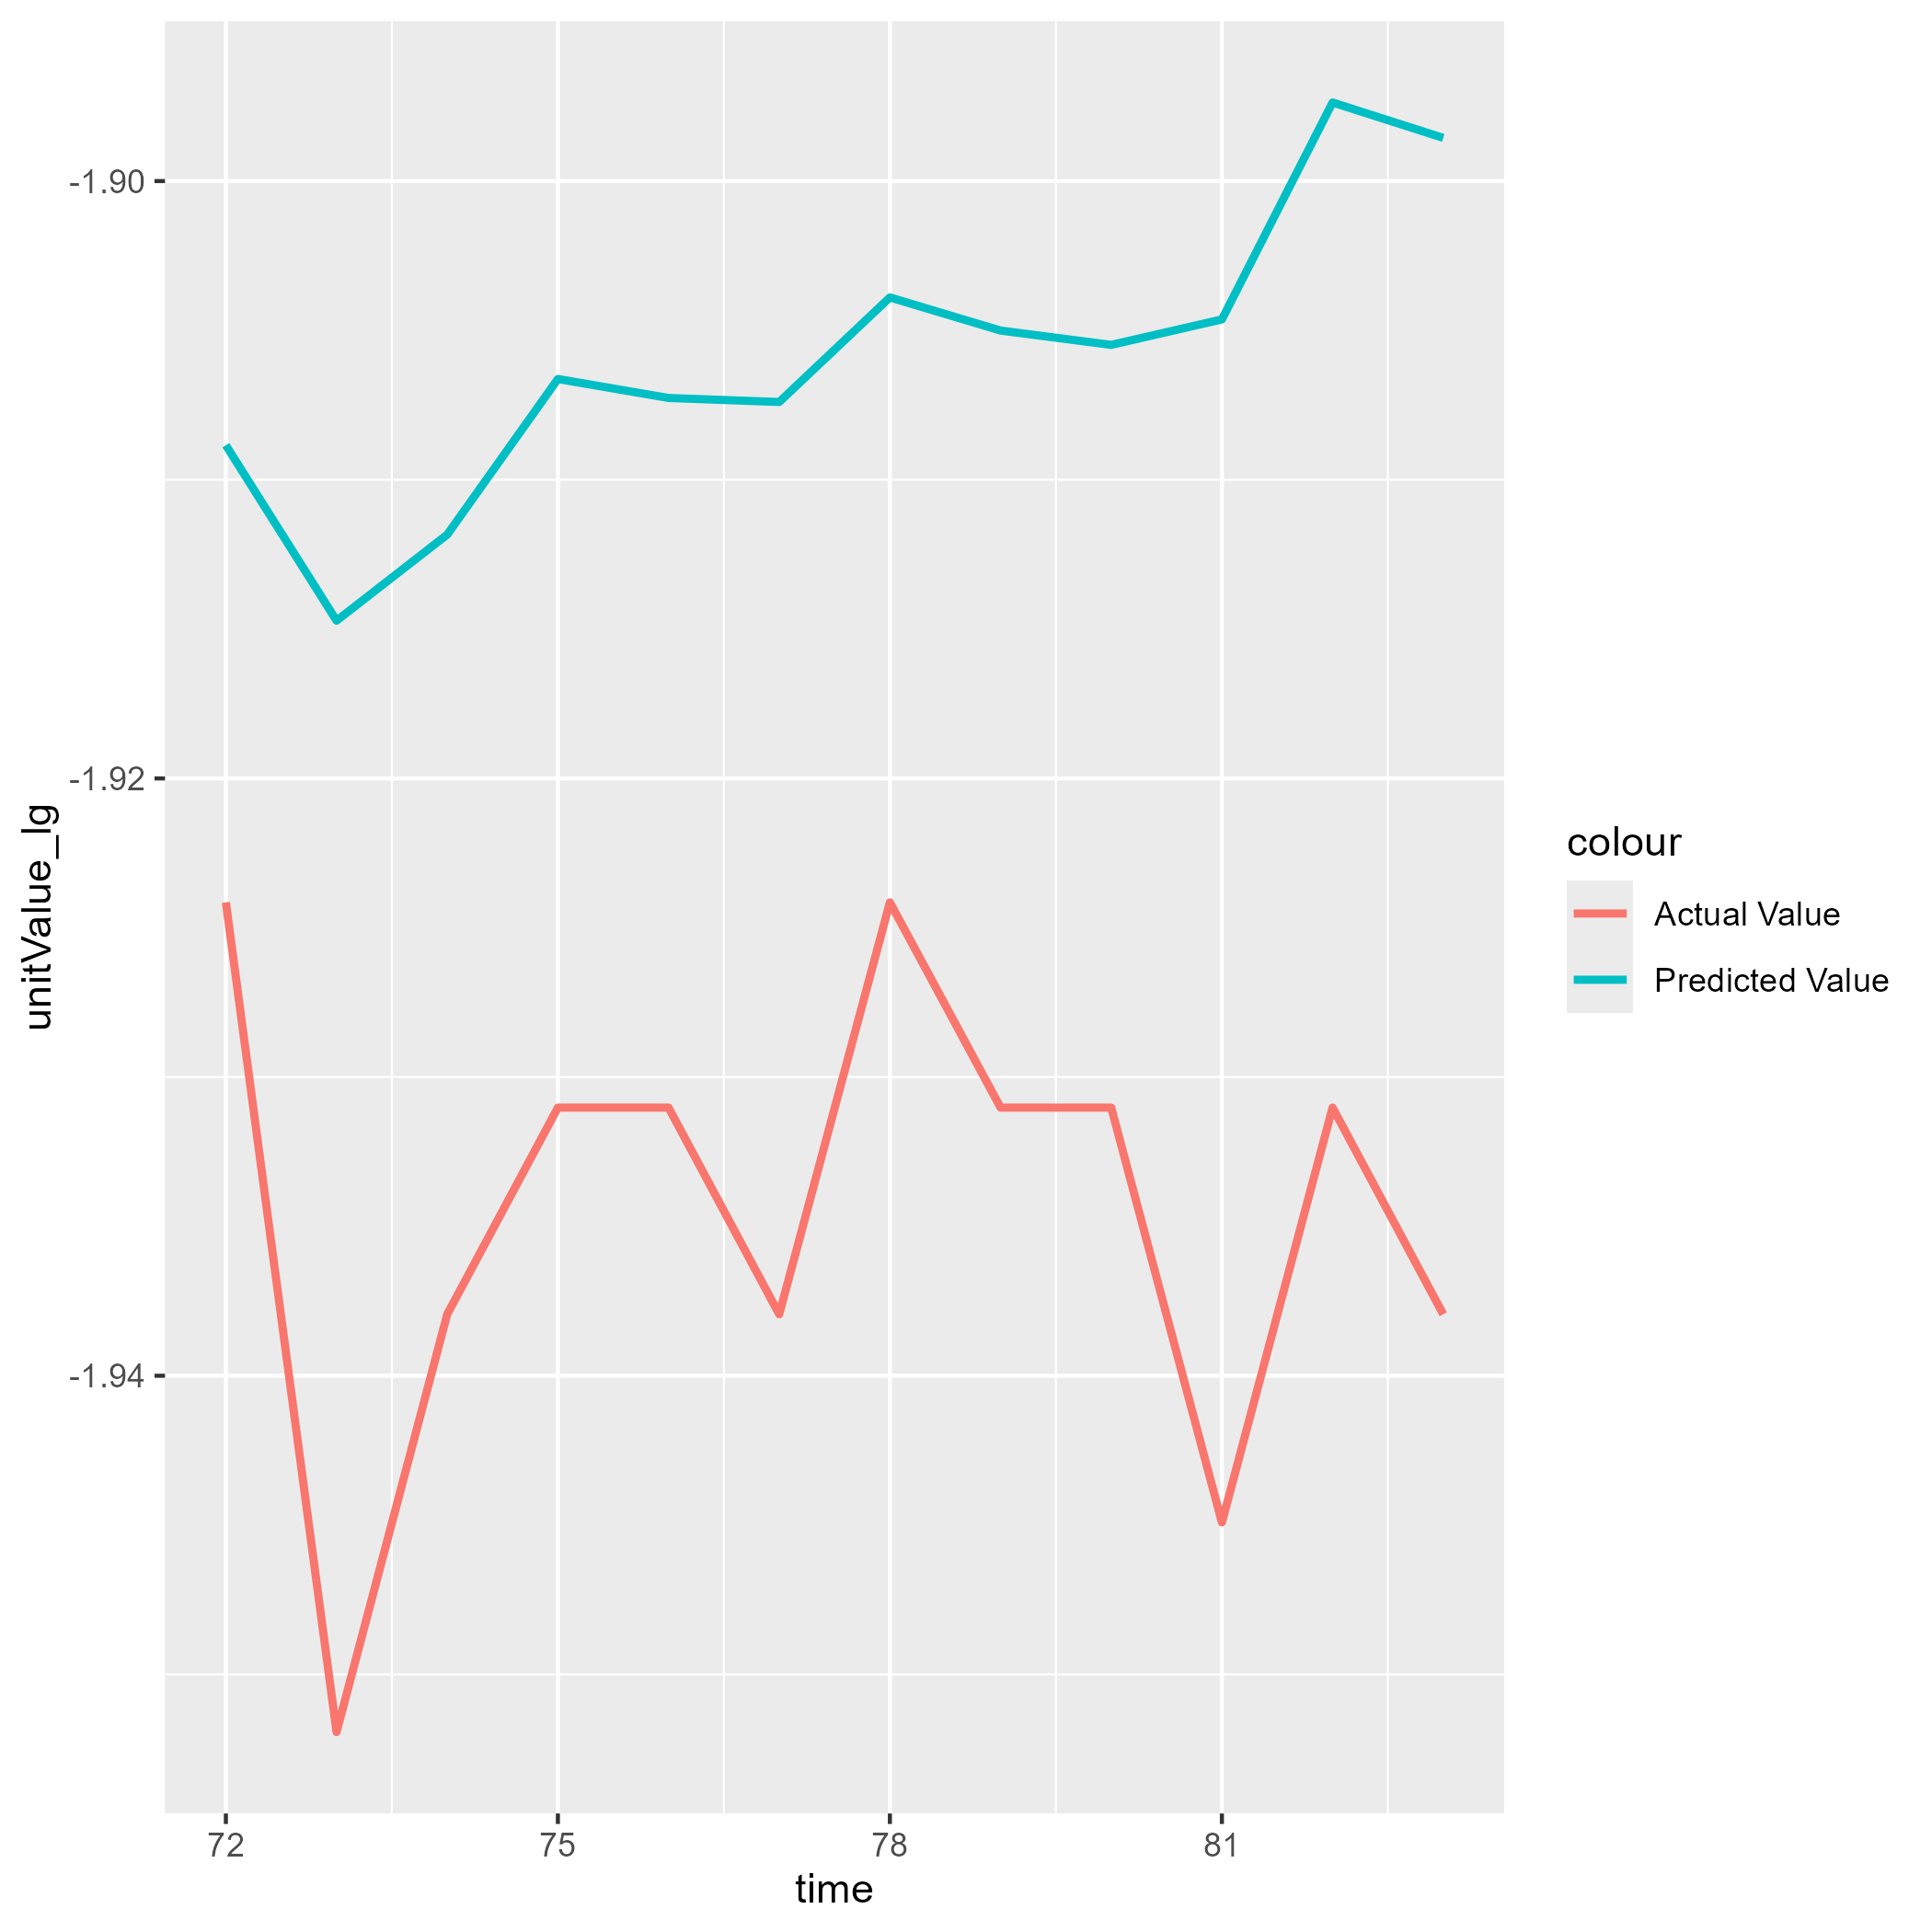 unitValue_lg
-1.90
-1.92
-1.94
72 75 78 81
time
colour
Actual Value
Predicted Value